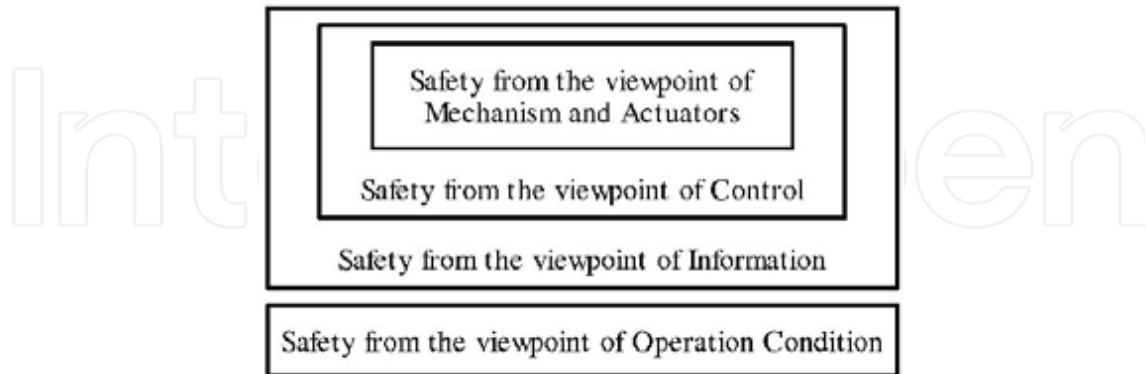 Safety from the viewpoint of
Mechanism and Actuators
Safety from the viewpoint of Control
Safety from the viewpoint of Information
Safety from the viewpoint of Operation Condition